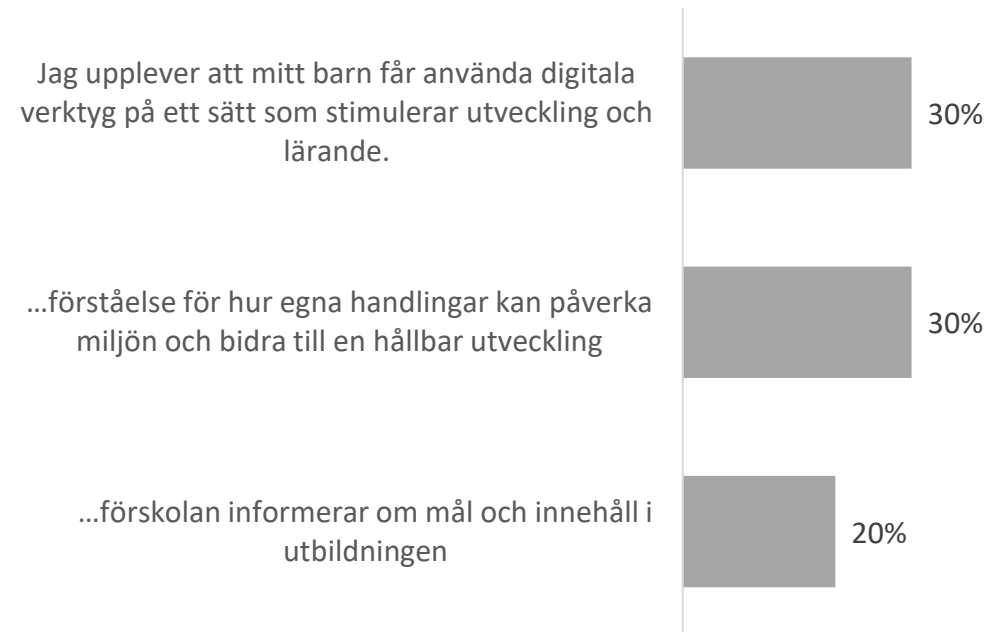 Jag upplever att mitt barn får använda digitala
verktyg på ett sätt som stimulerar utveckling och
lärande.
30%
…förståelse för hur egna handlingar kan påverka
miljön och bidra till en hållbar utveckling
30%
…förskolan informerar om mål och innehåll i
utbildningen
20%